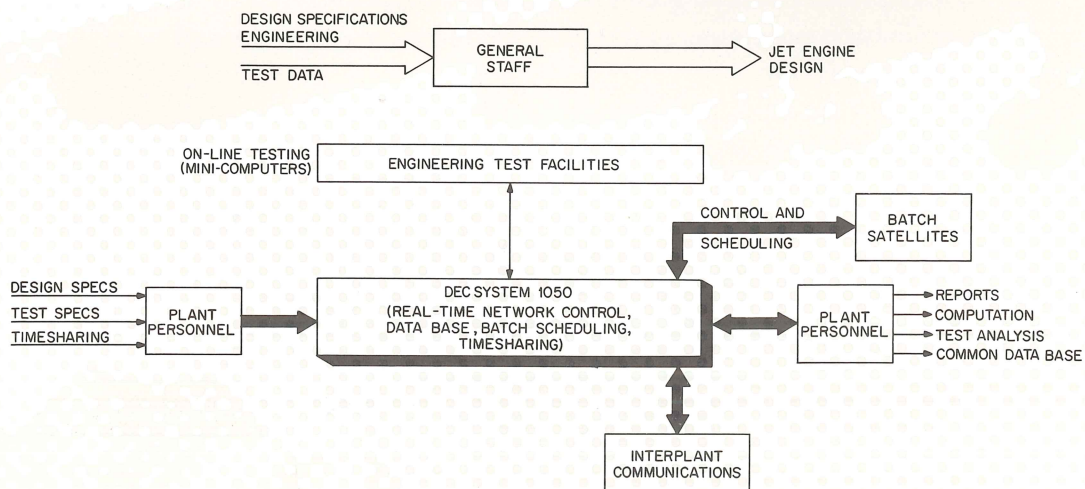 DESIGN SPECIFICATIONS
ENGINEERING
TEST DATA
GENERAL
STAFF
JET ENGINE
DESIGN
ON-LINE TESTING
(MINI-COMPUTERS)
ENGINEERING TEST FACILITIES
CONTROL AND
SCHEDULING
BATCH
SATELLITES
DESIGN SPECS
TEST SPECS
TIMESHARING
PLANT
PERSONNEL
DECSYSTEM 1050
(REAL-TIME NETWORK CONTROL,
DATA BASE, BATCH SCHEDULING,
TIMESHARING)
PLANT
PERSONNEL
REPORTS
COMPUTATION
TEST ANALYSIS
COMMON DATA BASE
INTERPLANT
COMMUNICATIONS